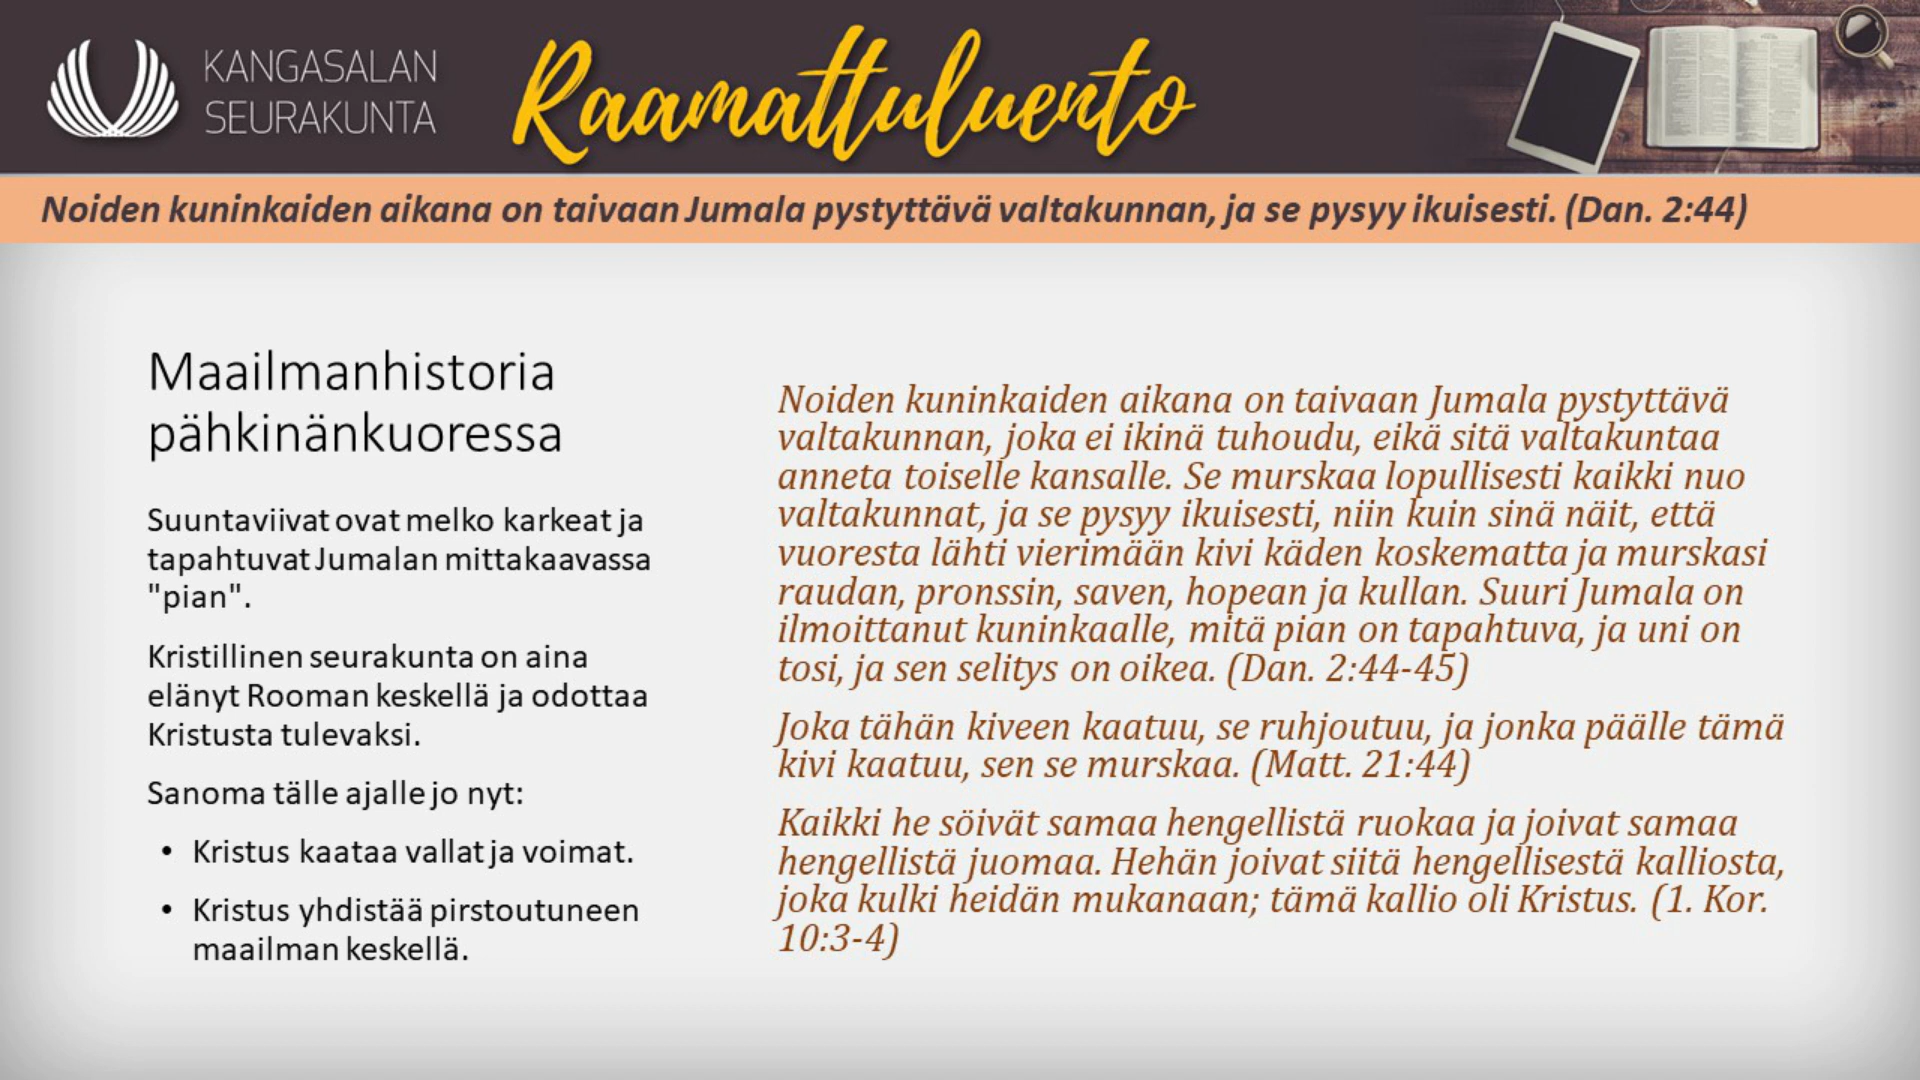 KANGASALAN
SEURAKUNTA
Raamattuluento
Noiden kuninkaiden aikana on taivaan Jumala pystyttävä valtakunnan, ja se pysyy ikuisesti. (Dan. 2:44)
Maailmanhistoria
pähkinänkuoressa
Suuntaviivat ovat melko karkeat ja
tapahtuvat Jumalan mittakaavassa
"pian".
Kristillinen seurakunta on aina
elänyt Rooman keskellä ja odottaa
Kristusta tulevaksi.
Sanoma tälle ajalle jo nyt:
• Kristus kaataa vallat ja voimat.
• Kristus yhdistää pirstoutuneen
maailman keskellä.
Noiden kuninkaiden aikana on taivaan Jumala pystyttävä
valtakunnan, joka ei ikinä tuhoudu, eikä sitä valtakuntaa
anneta toiselle kansalle. Se murskaa lopullisesti kaikki nuo
valtakunnat, ja se pysyy ikuisesti, niin kuin sinä näit, että
vuoresta lähti vierimään kivi käden koskematta ja murskasi
raudan, pronssin, saven, hopean ja kullan. Suuri Jumala on
ilmoittanut kuninkaalle, mitä pian on tapahtuva, ja uni on
tosi, ja sen selitys on oikea. (Dan. 2:44-45)
Joka tähän kiveen kaatuu, se ruhjoutuu, ja jonka päälle tämä
kivi kaatuu, sen se murskaa. (Matt. 21:44)
Kaikki he söivät samaa hengellistä ruokaa ja joivat samaa
hengellistä juomaa. Hehän joivat siitä hengellisestä kalliosta,
joka kulki heidän mukanaan; tämä kallio oli Kristus. (1. Kor.
10:3-4)